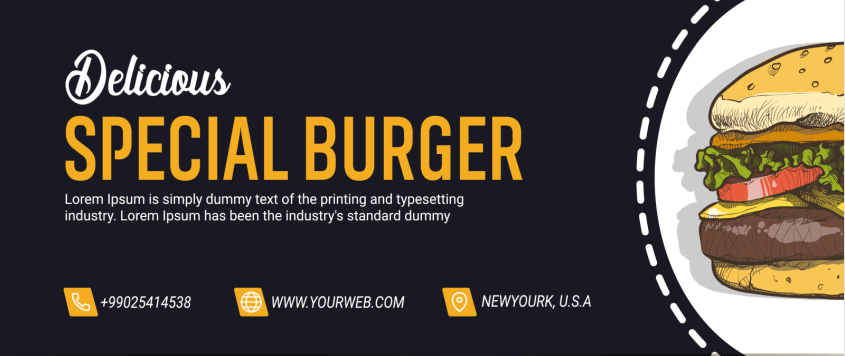 Delicious
SPECIAL BURGER
Lorem Ipsum is simply dummy text of the printing and typesetting
industry. Lorem Ipsum has been the industry's standard dummy
+99025414538 WWW.YOURWEB.COM NEWYOURK, U.S.A